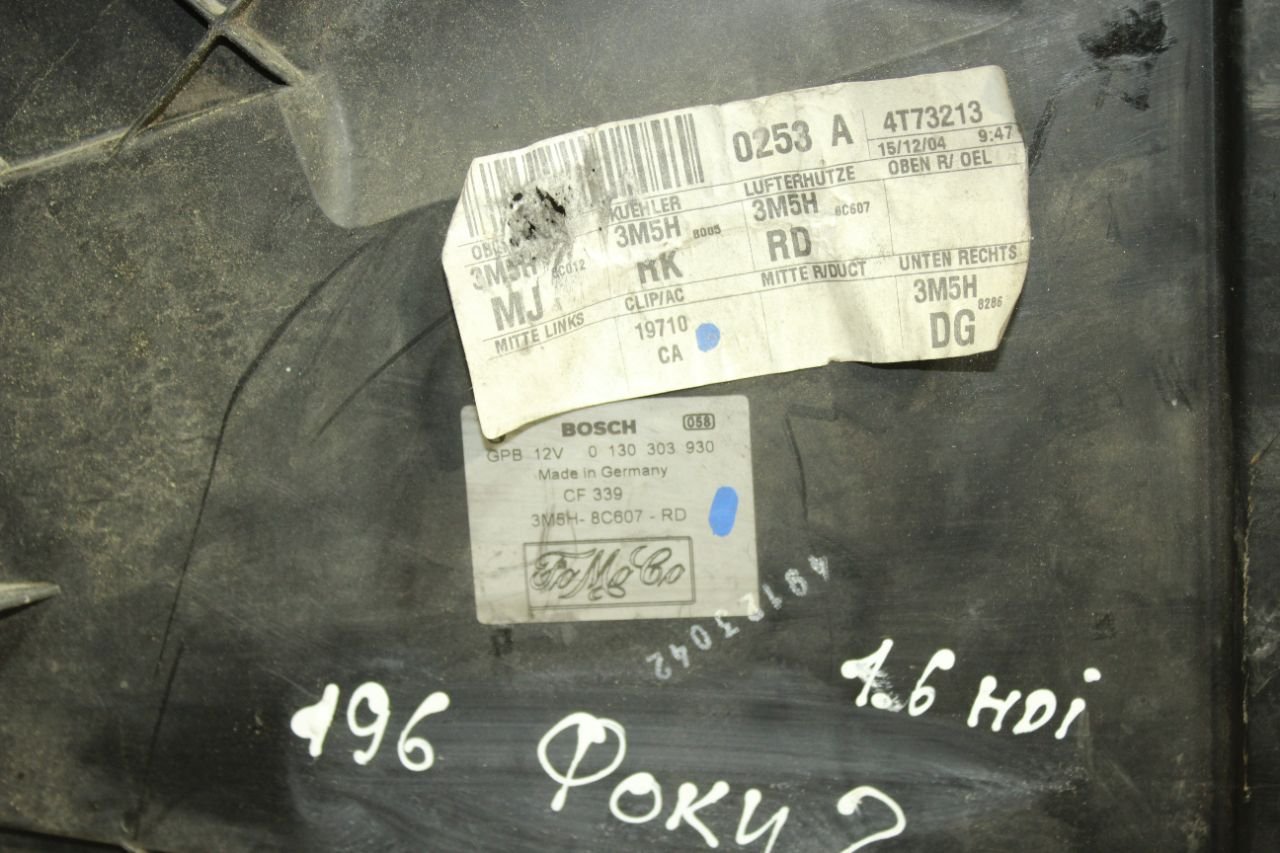 0253 A
4T73213
15/12/04 9:47
KUEHLER
LUFTERHUTZE
OBEN R/ OEL
3M5H 8C012
3M5H 8005
3M5H 8C607
MJ
RK
RD
MITTE LINKS
CLIP/AC
MITTE R/DUCT
UNTEN RECHTS
19710
CA
3M5H 8286
DG
BOSCH 058
GPB 12V 0 130 303 930
Made in Germany
CF 339
3M5H- 8C607 - RD
FoMoCo
49123042
1.6 HDi
196
Фоку 2